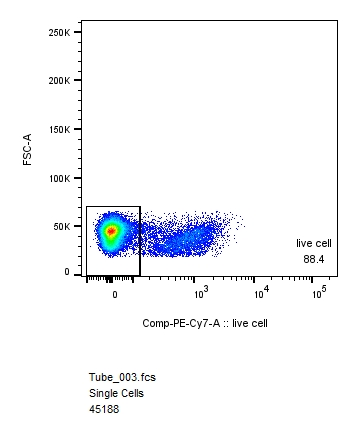 250K
200K
150K
100K
50K
0
FSC-A
live cell
88.4
0 10³ 10⁴ 10⁵
Comp-PE-Cy7-A :: live cell
Tube_003.fcs
Single Cells
45188